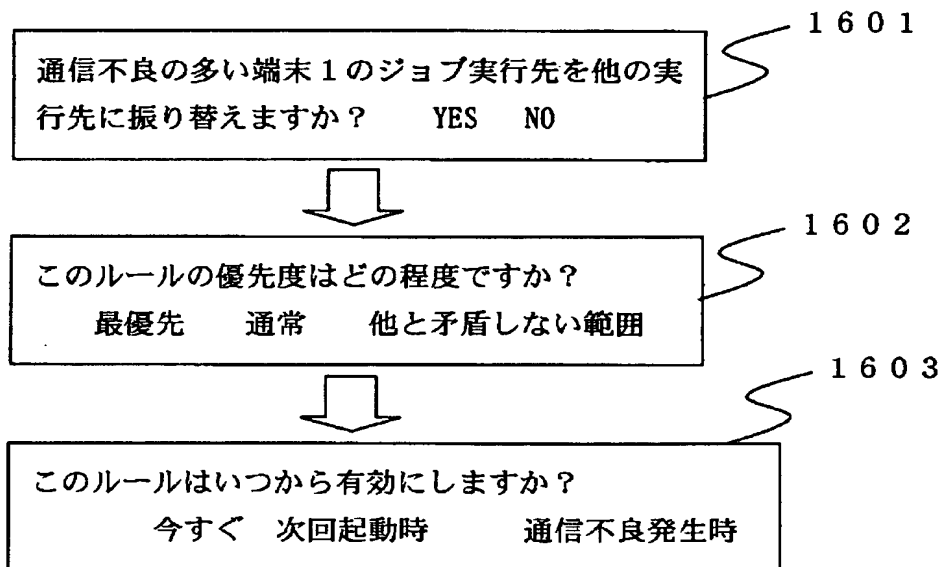 1601
通信不良の多い端末1のジョブ実行先を他の実
行先に振り替えますか? YES NO
1602
このルールの優先度はどの程度ですか?
最優先 通常 他と矛盾しない範囲
1603
このルールはいつから有効にしますか?
今すぐ 次回起動時 通信不良発生時